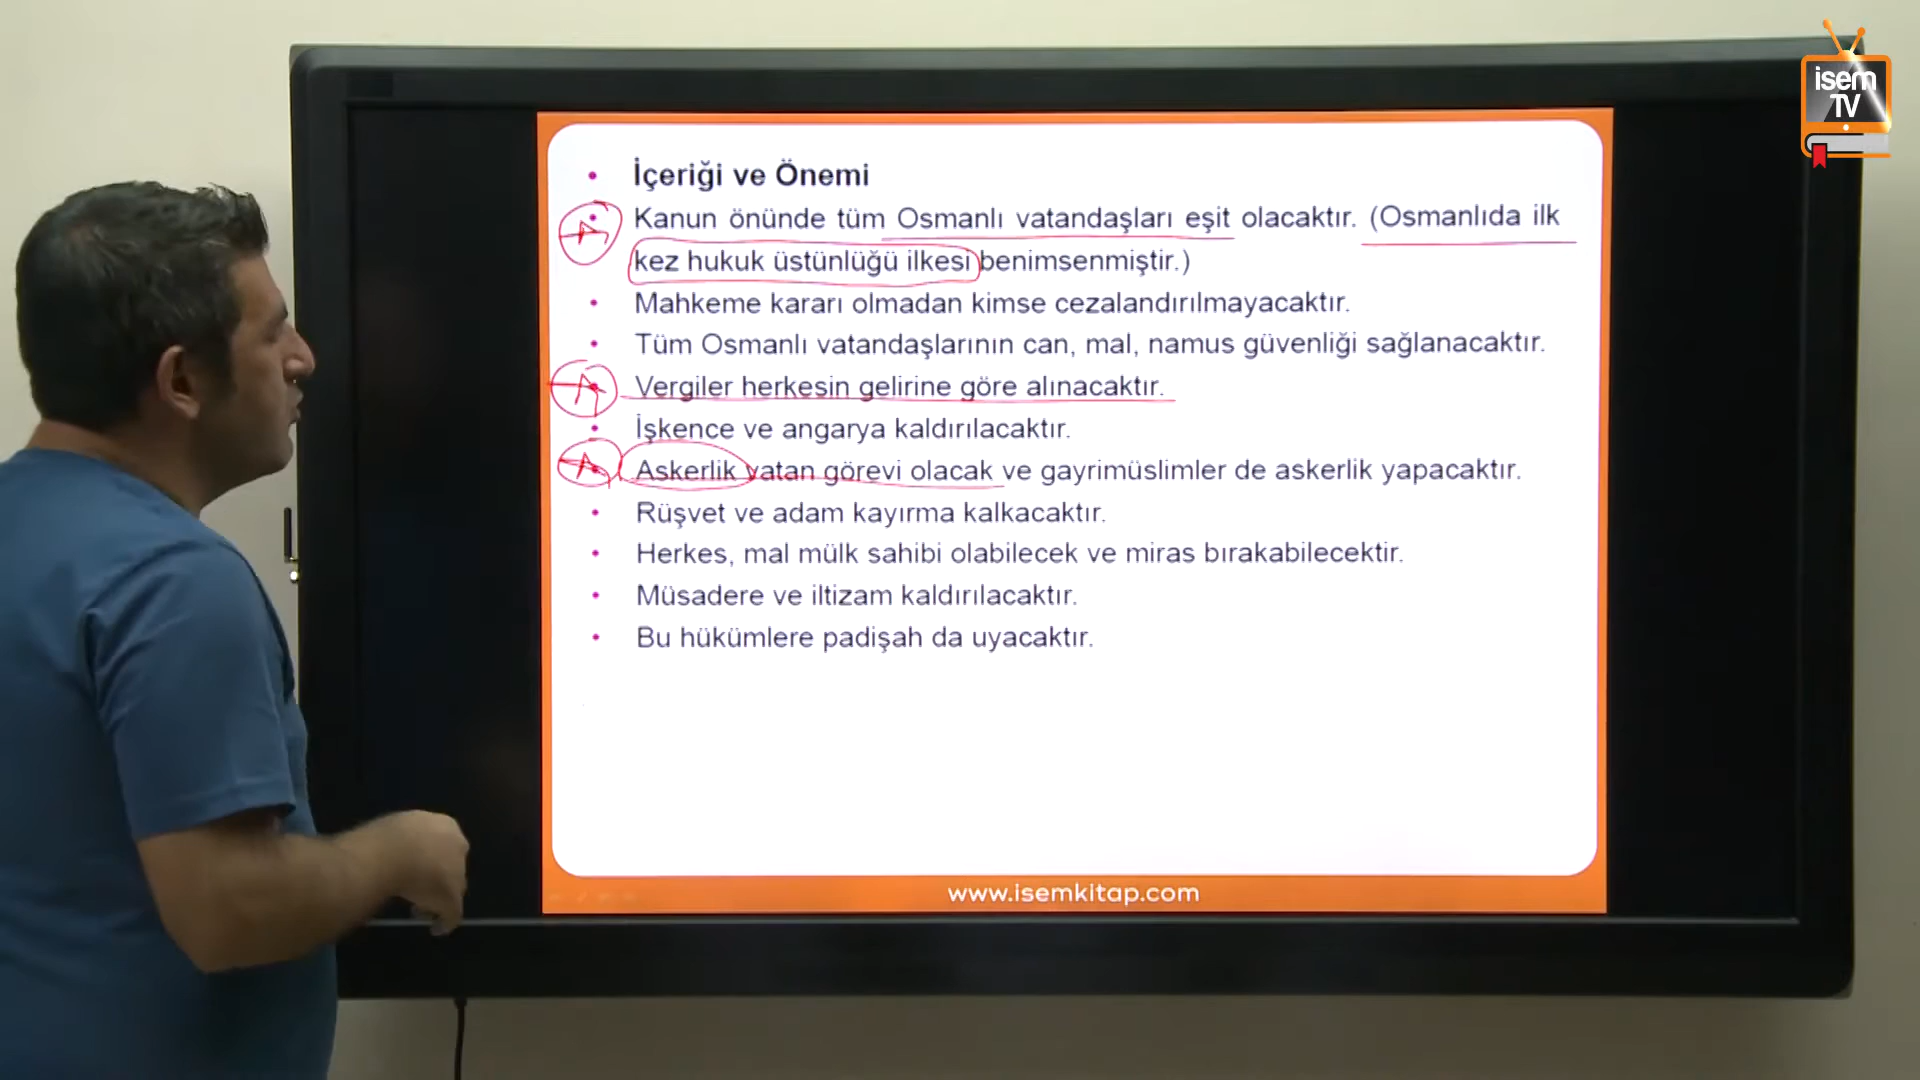 isem
TV
İçeriği ve Önemi
Kanun önünde tüm Osmanlı vatandaşları eşit olacaktır. (Osmanlıda ilk
kez hukuk üstünlüğü ilkesi benimsenmiştir.)
Mahkeme kararı olmadan kimse cezalandırılmayacaktır.
Tüm Osmanlı vatandaşlarının can, mal, namus güvenliği sağlanacaktır.
Vergiler herkesin gelirine göre alınacaktır.
İşkence ve angarya kaldırılacaktır.
Askerlik vatan görevi olacak ve gayrimüslimler de askerlik yapacaktır.
Rüşvet ve adam kayırma kalkacaktır.
Herkes, mal mülk sahibi olabilecek ve miras bırakabilecektir.
Müsadere ve iltizam kaldırılacaktır.
Bu hükümlere padişah da uyacaktır.
www.isemkitap.com